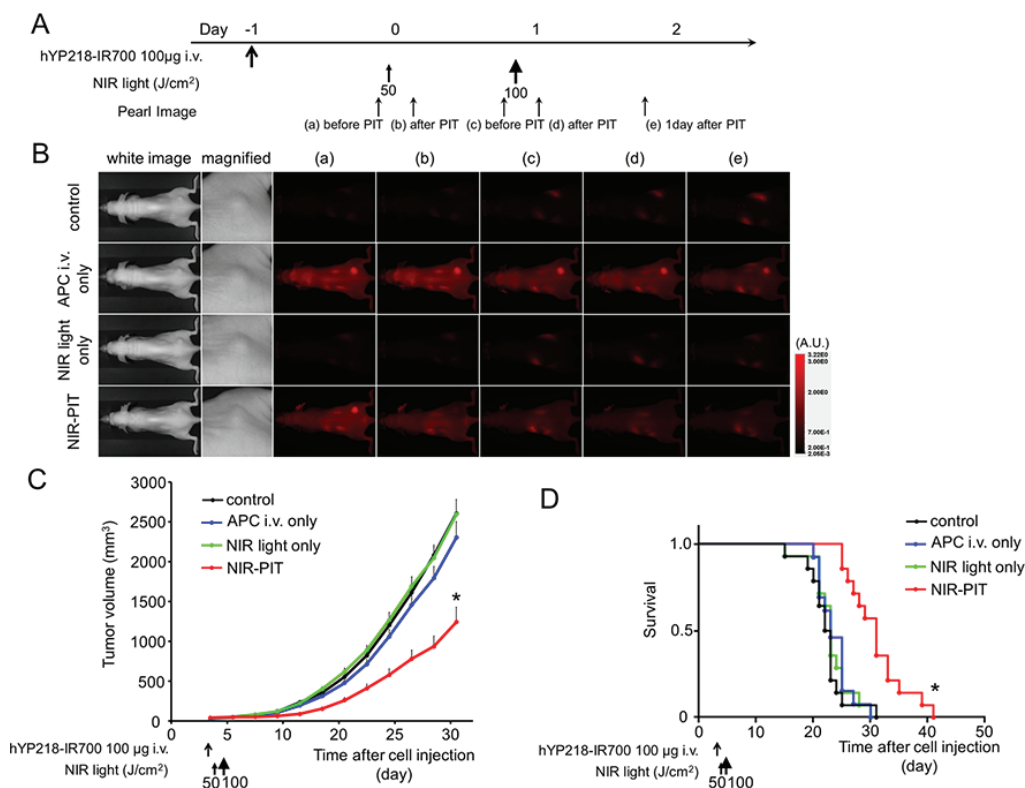 A
Day -1 0 1 2
hYP218-IR700 100μg i.v.
NIR light (J/cm²)
50
100
Pearl Image
(a) before PIT (b) after PIT (c) before PIT (d) after PIT (e) 1day after PIT
B
white image magnified (a) (b) (c) (d) (e)
control
APC i.v. only
NIR light only
NIR-PIT
(A.U.)
3.22E0
3.00E0
2.00E0
7.00E-1
2.00E-1
2.05E-3
C
Tumor volume (mm³)
3000
2500
2000
1500
1000
500
0
control
APC i.v. only
NIR light only
NIR-PIT
*
0 5 10 15 20 25 30
Time after cell injection
(day)
hYP218-IR700 100 μg i.v.
NIR light (J/cm²)
50 100
D
Survival
1.0
0.5
0
control
APC i.v. only
NIR light only
NIR-PIT
*
0 10 20 30 40 50
Time after cell injection
(day)
hYP218-IR700 100 μg i.v.
NIR light (J/cm²)
50 100